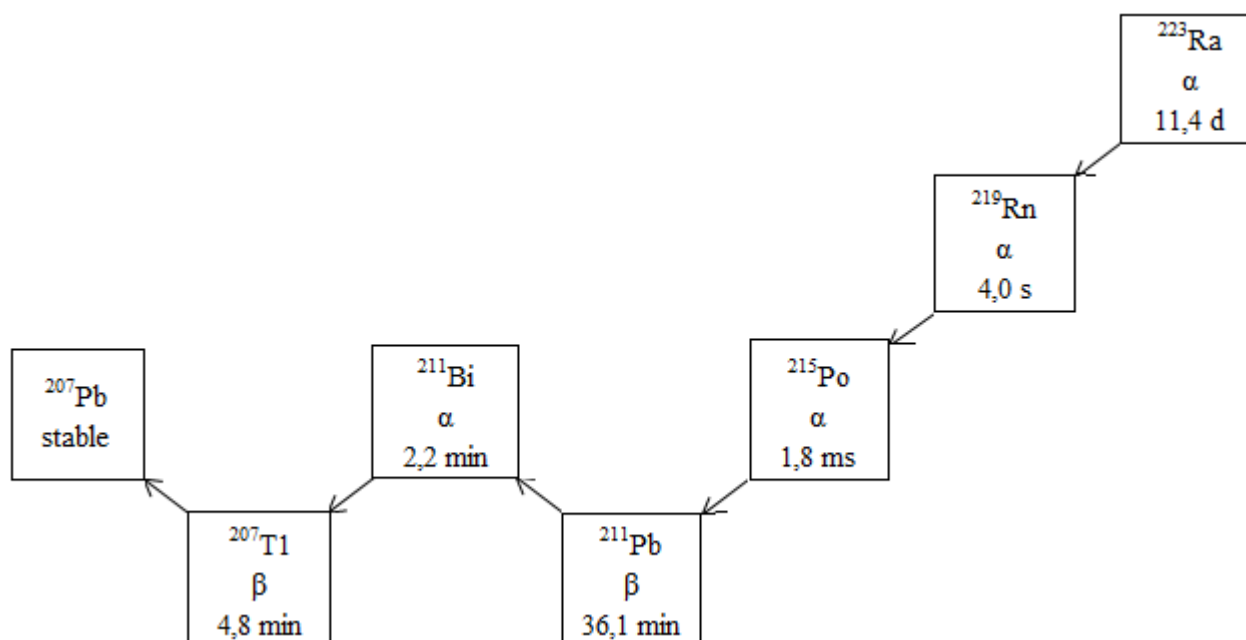 ²²³Ra
α
11,4 d
²¹⁹Rn
α
4,0 s
²¹⁵Po
α
1,8 ms
²¹¹Pb
β
36,1 min
²¹¹Bi
α
2,2 min
²⁰⁷T1
β
4,8 min
²⁰⁷Pb
stable